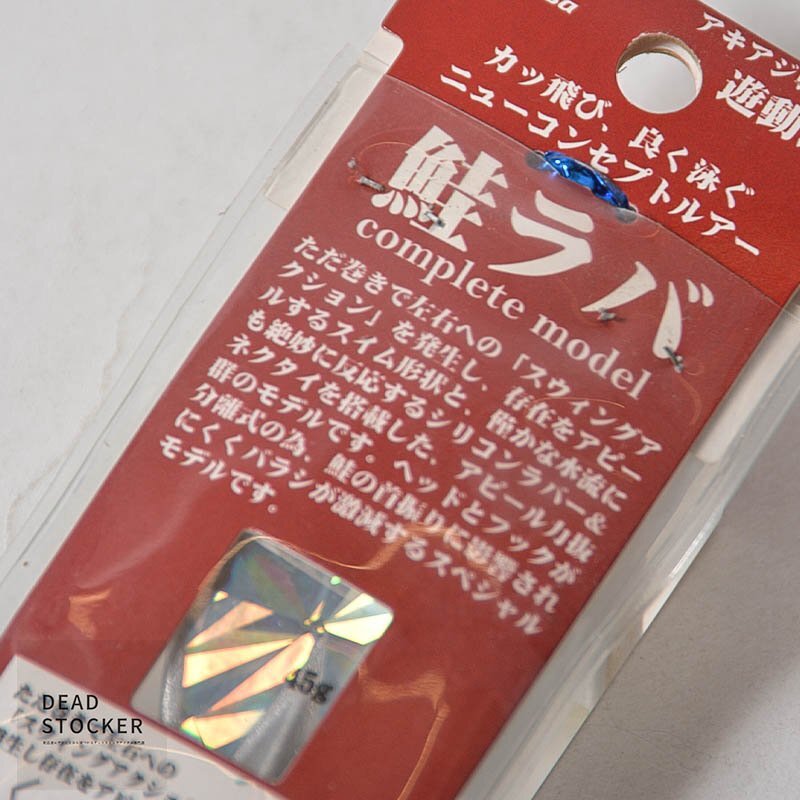 アキアジ
遊動
カッ飛び、良く泳ぐ
ニューコンセプトルアー
鮭ラバ
complete model
ただ巻きで左右への「スウィングア
クション」を発生し、存在をアピー
ルするスイム形状と、僅かな水流に
も絶妙に反応するシリコンラバー＆
ネクタイを搭載した、アピール力抜
群のモデルです。ヘッドとフックが
分離式の為、鮭の首振りに影響され
にくくバラシが激減するスペシャル
モデルです。
45g
DEAD
STOCKER